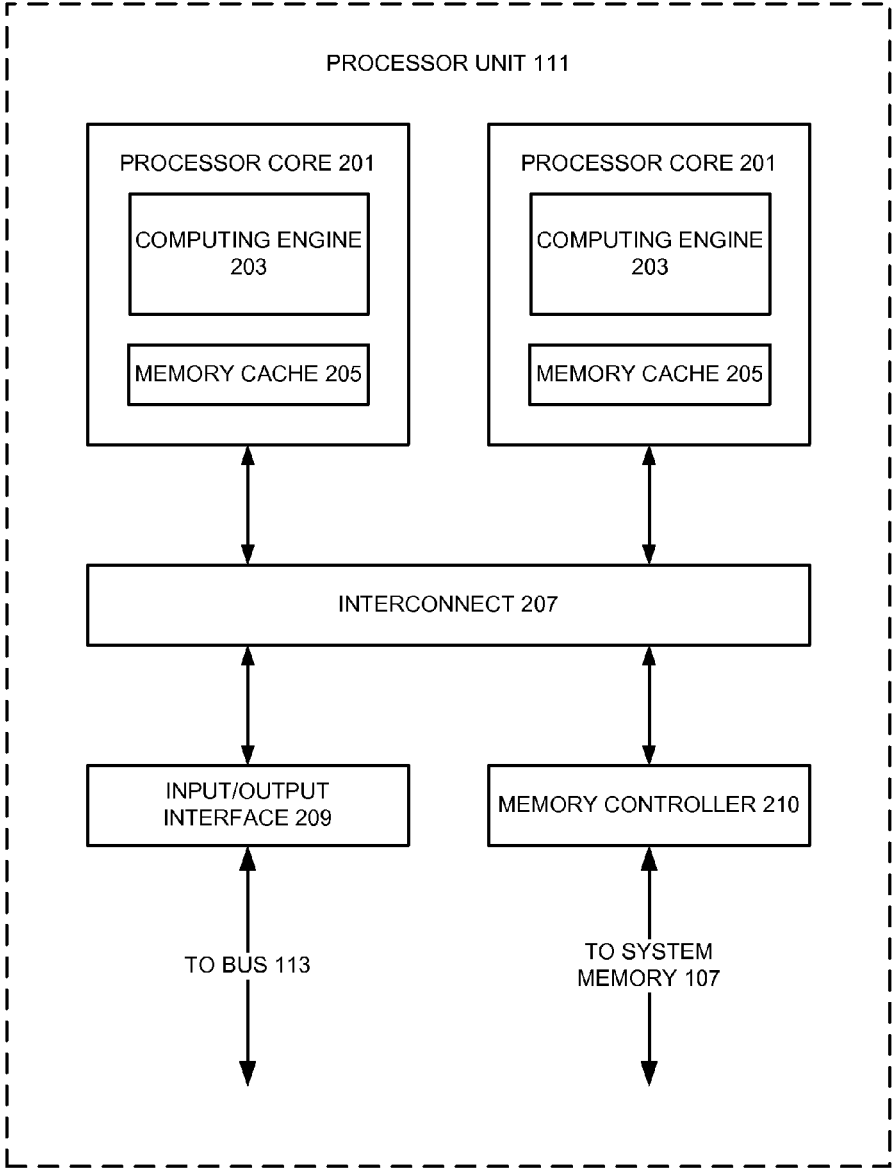 PROCESSOR UNIT 111
PROCESSOR CORE 201
COMPUTING ENGINE
203
MEMORY CACHE 205
PROCESSOR CORE 201
COMPUTING ENGINE
203
MEMORY CACHE 205
INTERCONNECT 207
INPUT/OUTPUT
INTERFACE 209
MEMORY CONTROLLER 210
TO BUS 113
TO SYSTEM
MEMORY 107